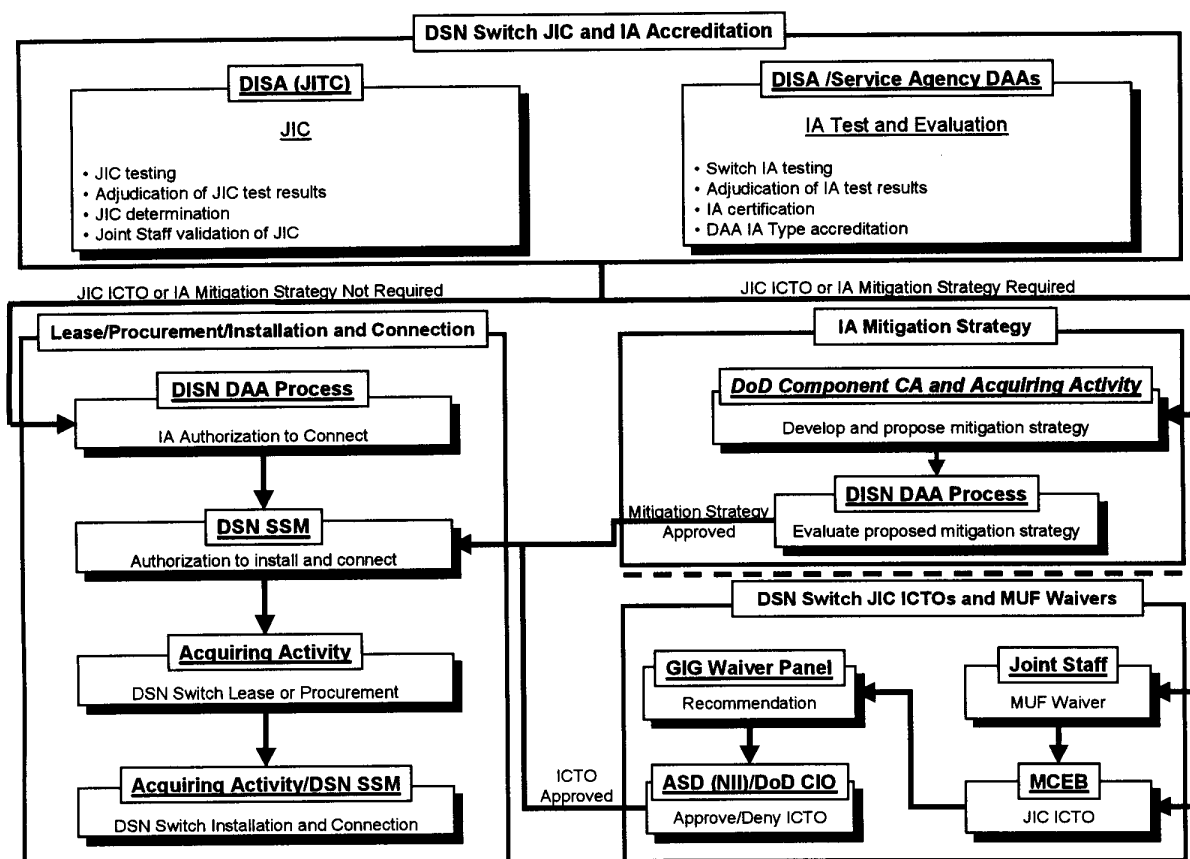 DSN Switch JIC and IA Accreditation
DISA (JITC)
JIC
• JIC testing
• Adjudication of JIC test results
• JIC determination
• Joint Staff validation of JIC
DISA /Service Agency DAAs
IA Test and Evaluation
• Switch IA testing
• Adjudication of IA test results
• IA certification
• DAA IA Type accreditation
JIC ICTO or IA Mitigation Strategy Not Required
JIC ICTO or IA Mitigation Strategy Required
Lease/Procurement/Installation and Connection
DISN DAA Process
IA Authorization to Connect
DSN SSM
Authorization to install and connect
Acquiring Activity
DSN Switch Lease or Procurement
Acquiring Activity/DSN SSM
DSN Switch Installation and Connection
IA Mitigation Strategy
DoD Component CA and Acquiring Activity
Develop and propose mitigation strategy
DISN DAA Process
Evaluate proposed mitigation strategy
Mitigation Strategy
Approved
DSN Switch JIC ICTOs and MUF Waivers
GIG Waiver Panel
Recommendation
Joint Staff
MUF Waiver
ASD (NII)/DoD CIO
Approve/Deny ICTO
MCEB
JIC ICTO
ICTO
Approved